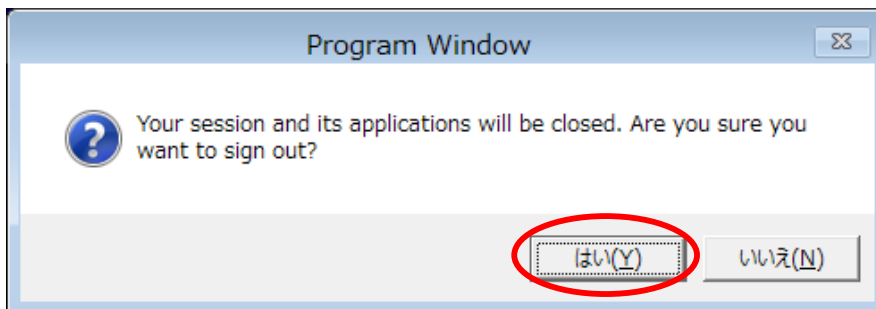 Program Window
Your session and its applications will be closed. Are you sure you
want to sign out?
はい(Y)
いいえ(N)